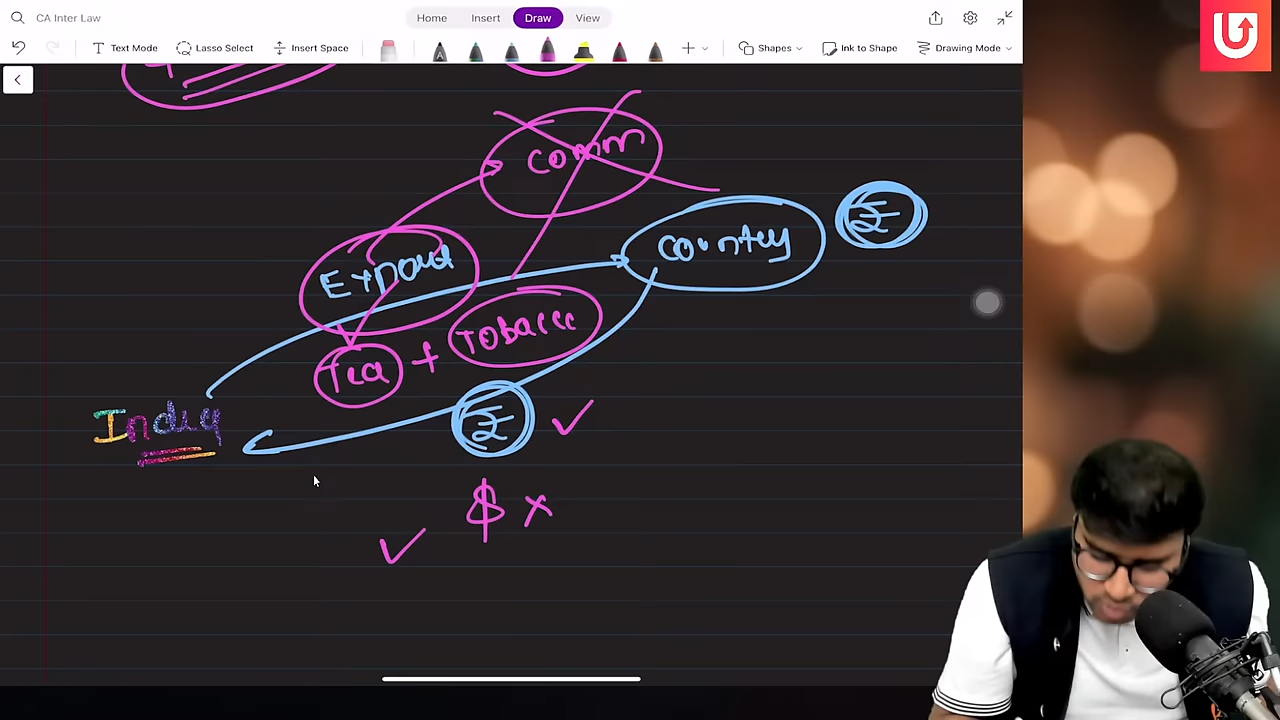 CA Inter Law
Home Insert Draw View
Text Mode Lasso Select Insert Space Shapes Ink to Shape Drawing Mode
Comm
Country ₹
Export
Tea + Tobacco
India
₹ ✓
$ ×
✓